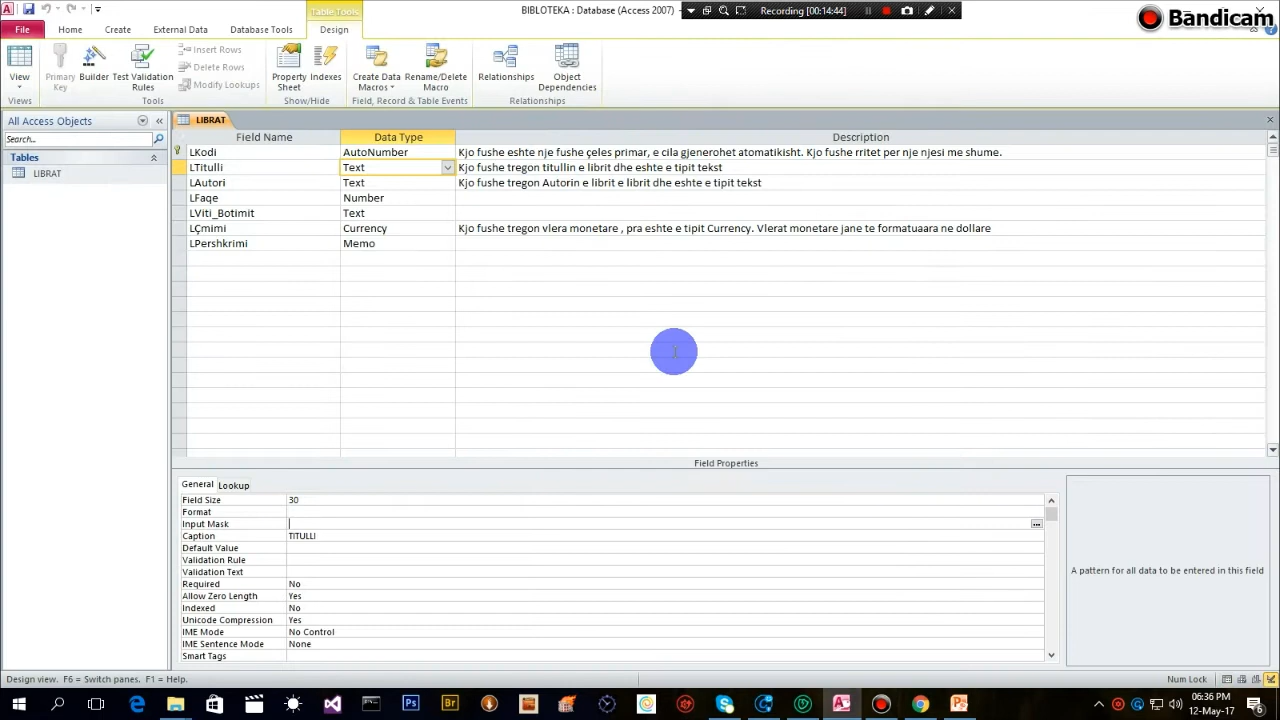 Table Tools
BIBLOTEKA : Database (Access 2007) -
Recording [00:14:44]
Bandicam
File Home Create External Data Database Tools Design
View
Primary Key
Builder
Test Validation Rules
Insert Rows
Delete Rows
Modify Lookups
Property Sheet
Indexes
Create Data Macros
Rename/Delete Macro
Relationships
Object Dependencies
Views Tools Show/Hide Field, Record & Table Events Relationships
All Access Objects
Search...
Tables
LIBRAT
LIBRAT
Field Name Data Type Description
LKodi AutoNumber Kjo fushe eshte nje fushe çeles primar, e cila gjenerohet atomatikisht. Kjo fushe rritet per nje njesi me shume.
LTitulli Text Kjo fushe tregon titullin e librit dhe eshte e tipit tekst
LAutori Text Kjo fushe tregon Autorin e librit e librit dhe eshte e tipit tekst
LFaqe Number
LViti_Botimit Text
LÇmimi Currency Kjo fushe tregon vlera monetare , pra eshte e tipit Currency. Vlerat monetare jane te formatuaara ne dollare
LPershkrimi Memo
Field Properties
General Lookup
Field Size 30
Format
Input Mask
Caption TITULLI
Default Value
Validation Rule
Validation Text
Required No
Allow Zero Length Yes
Indexed No
Unicode Compression Yes
IME Mode No Control
IME Sentence Mode None
Smart Tags
A pattern for all data to be entered in this field
Design view. F6 = Switch panes. F1 = Help.
Num Lock
Ps
Br
06:36 PM
12-May-17